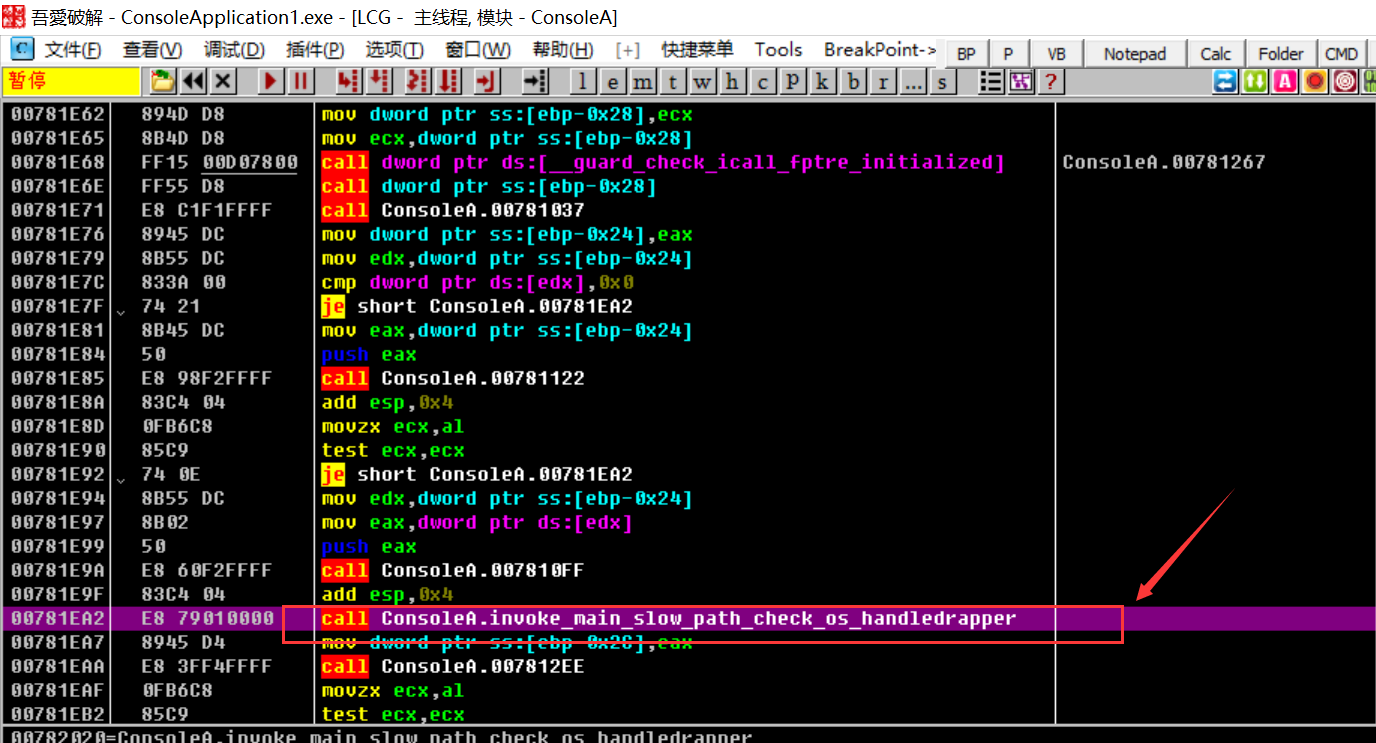 吾愛破解 - ConsoleApplication1.exe - [LCG - 主线程, 模块 - ConsoleA]
C 文件(F) 查看(V) 调试(D) 插件(P) 选项(T) 窗口(W) 帮助(H) [+] 快捷菜单 Tools BreakPoint-> BP P VB Notepad Calc Folder CMD
暂停 l e m t w h c P k b r ... s ? A
00781E62 894D D8 mov dword ptr ss:[ebp-0x28],ecx
00781E65 8B4D D8 mov ecx,dword ptr ss:[ebp-0x28]
00781E68 FF15 00D07800 call dword ptr ds:[__guard_check_icall_fptre_initialized] ConsoleA.00781267
00781E6E FF55 D8 call dword ptr ss:[ebp-0x28]
00781E71 E8 C1F1FFFF call ConsoleA.00781037
00781E76 8945 DC mov dword ptr ss:[ebp-0x24],eax
00781E79 8B55 DC mov edx,dword ptr ss:[ebp-0x24]
00781E7C 833A 00 cmp dword ptr ds:[edx],0x0
00781E7F 74 21 je short ConsoleA.00781EA2
00781E81 8B45 DC mov eax,dword ptr ss:[ebp-0x24]
00781E84 50 push eax
00781E85 E8 98F2FFFF call ConsoleA.00781122
00781E8A 83C4 04 add esp,0x4
00781E8D 0FB6C8 movzx ecx,al
00781E90 85C9 test ecx,ecx
00781E92 74 0E je short ConsoleA.00781EA2
00781E94 8B55 DC mov edx,dword ptr ss:[ebp-0x24]
00781E97 8B02 mov eax,dword ptr ds:[edx]
00781E99 50 push eax
00781E9A E8 60F2FFFF call ConsoleA.007810FF
00781E9F 83C4 04 add esp,0x4
00781EA2 E8 79010000 call ConsoleA.invoke_main_slow_path_check_os_handledrapper
00781EA7 8945 D4 mov dword ptr ss:[ebp-0x2C],eax
00781EAA E8 3FF4FFFF call ConsoleA.007812EE
00781EAF 0FB6C8 movzx ecx,al
00781EB2 85C9 test ecx,ecx
00782020=ConsoleA.invoke_main_slow_path_check_os_handledrapper